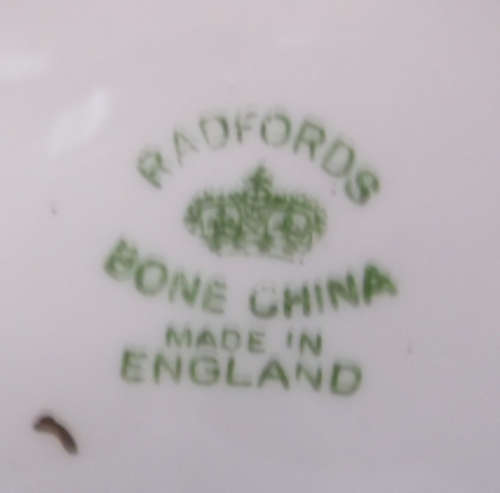 RADFORDS
BONE CHINA
MADE IN
ENGLAND